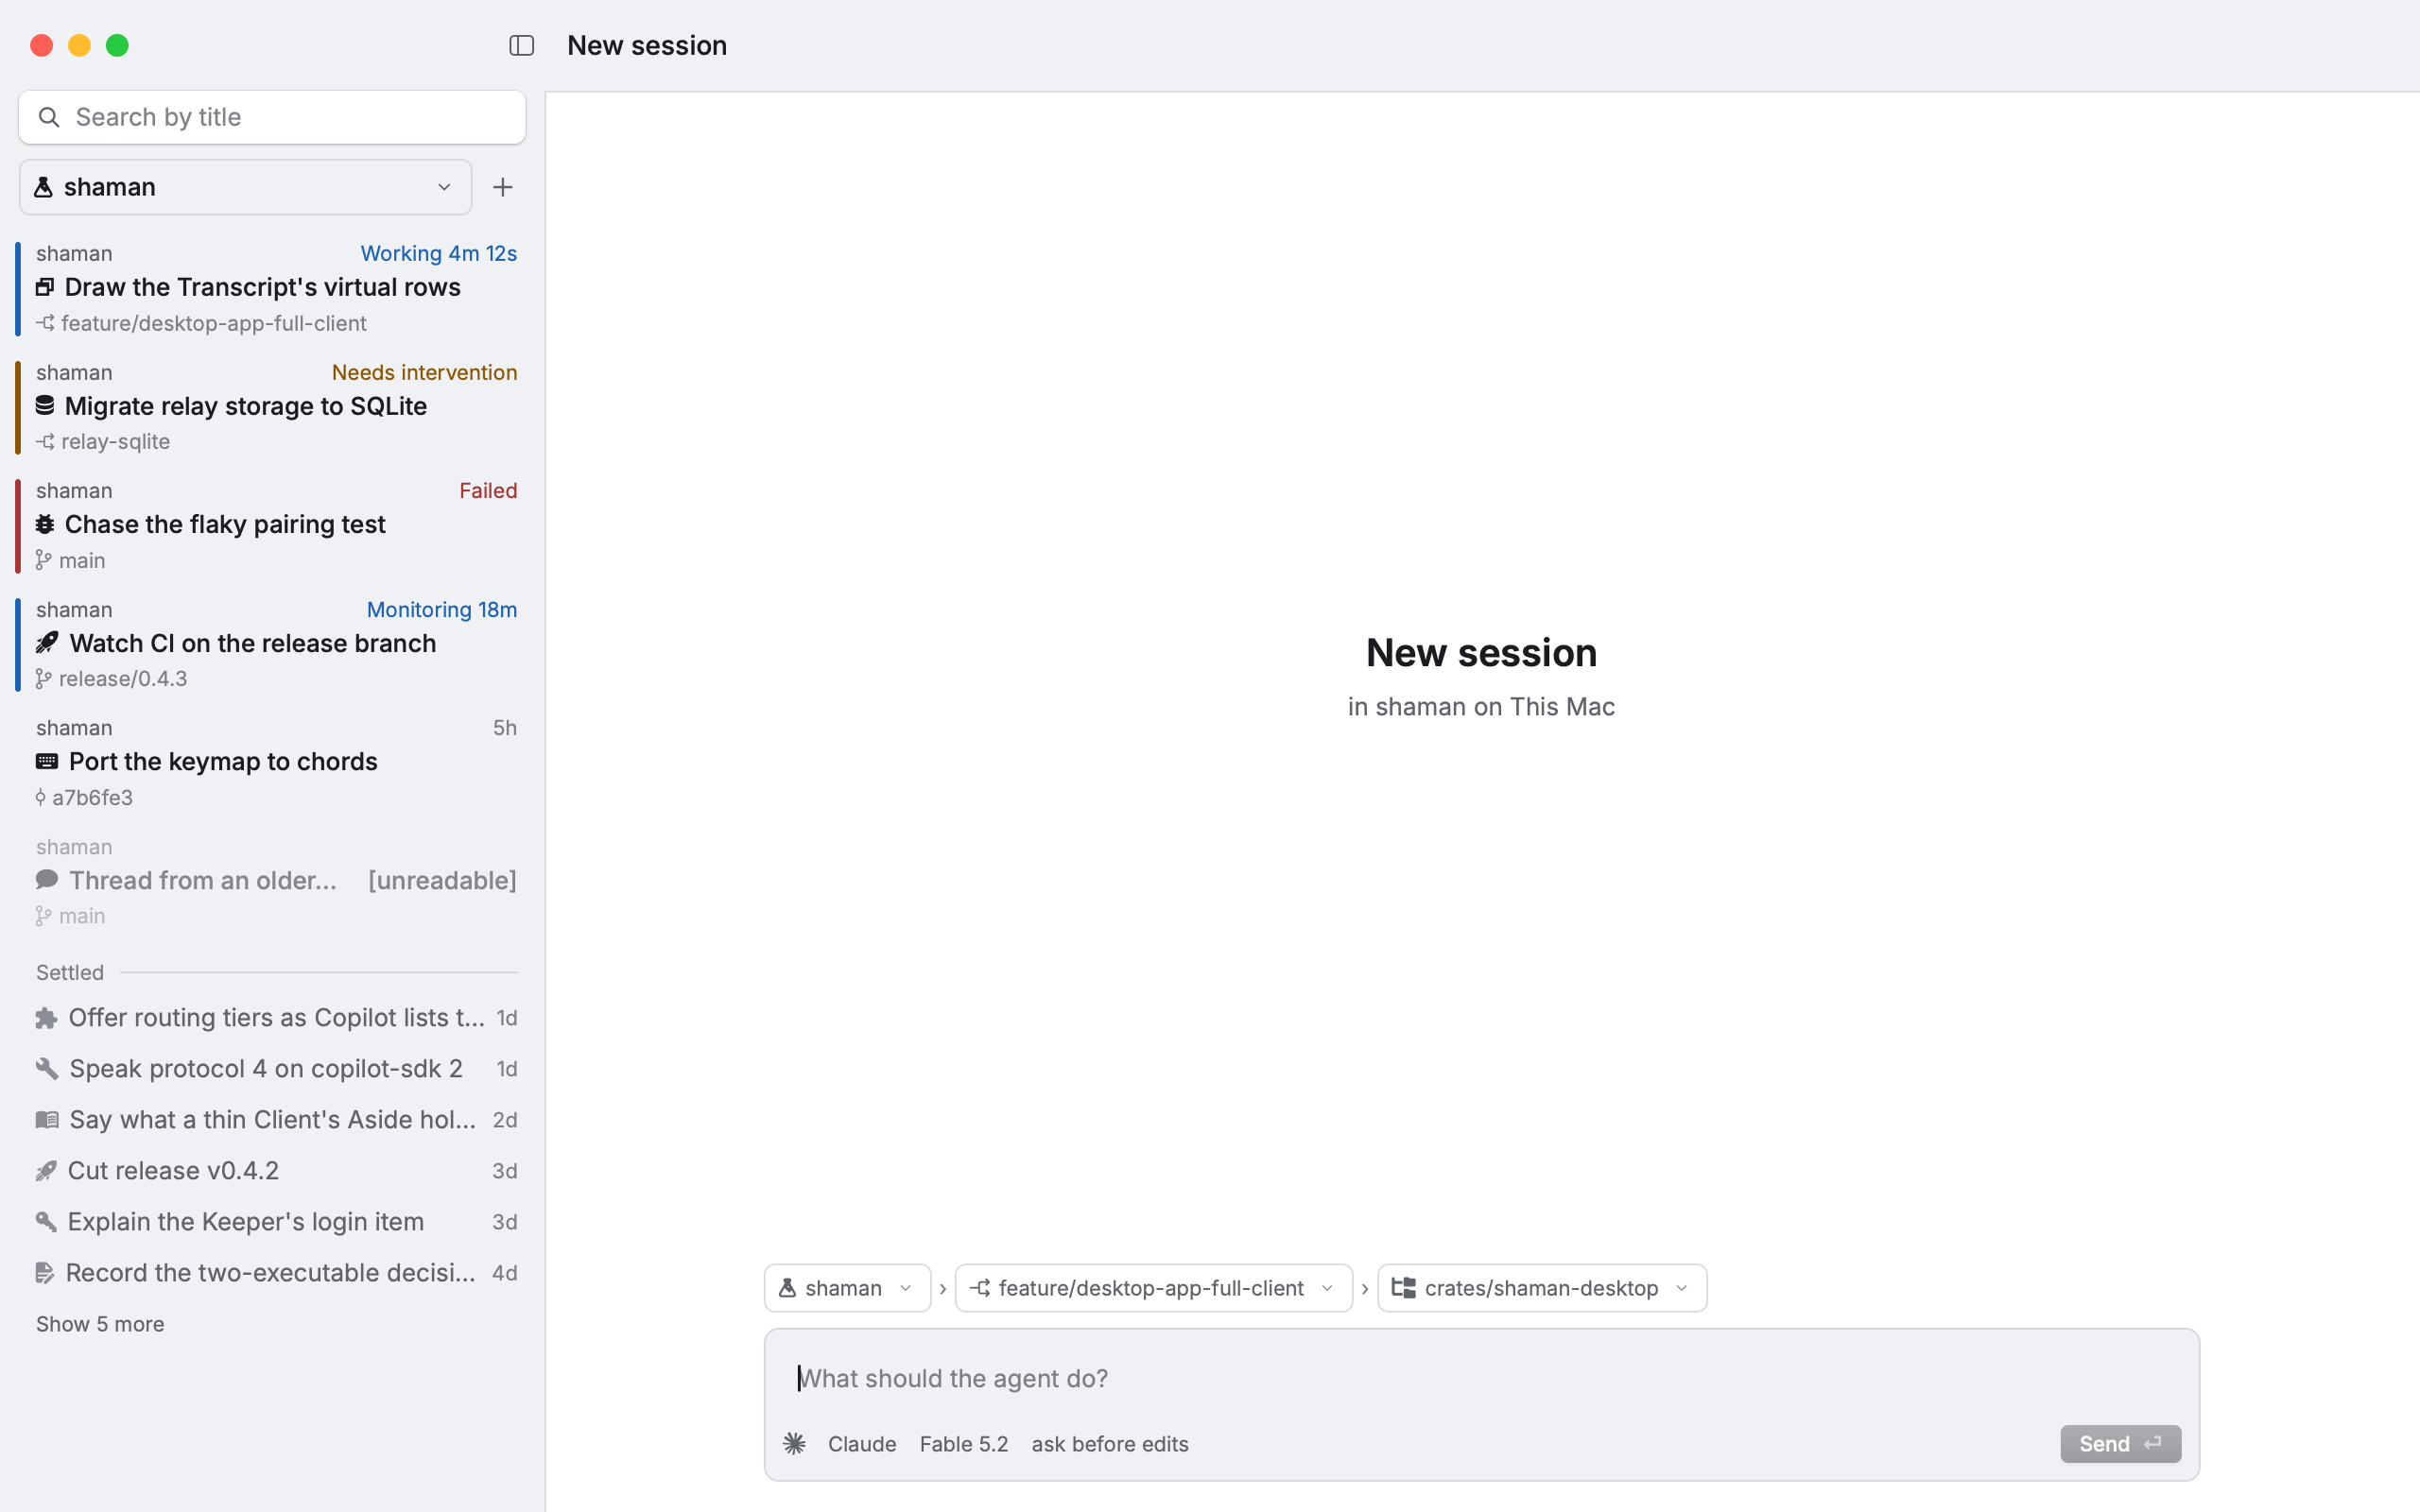 New session
Search by title
shaman
shaman Working 4m 12s
Draw the Transcript's virtual rows
feature/desktop-app-full-client
shaman Needs intervention
Migrate relay storage to SQLite
relay-sqlite
shaman Failed
Chase the flaky pairing test
main
shaman Monitoring 18m
Watch CI on the release branch
release/0.4.3
shaman 5h
Port the keymap to chords
a7b6fe3
shaman
Thread from an older... [unreadable]
main
Settled
Offer routing tiers as Copilot lists t... 1d
Speak protocol 4 on copilot-sdk 2 1d
Say what a thin Client's Aside hol... 2d
Cut release v0.4.2 3d
Explain the Keeper's login item 3d
Record the two-executable decisi... 4d
Show 5 more
New session
in shaman on This Mac
shaman › feature/desktop-app-full-client › crates/shaman-desktop
What should the agent do?
Claude Fable 5.2 ask before edits Send